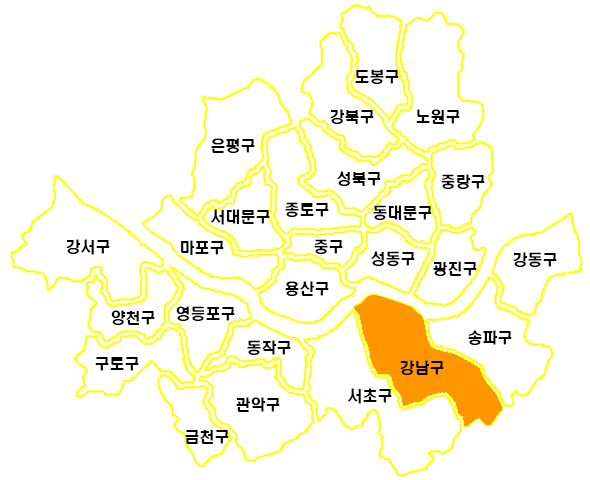 도봉구
강북구
노원구
은평구
성북구
중랑구
서대문구
종로구
동대문구
강서구
마포구
중구
성동구
광진구
강동구
용산구
양천구
영등포구
송파구
동작구
구토구
강남구
서초구
관악구
금천구